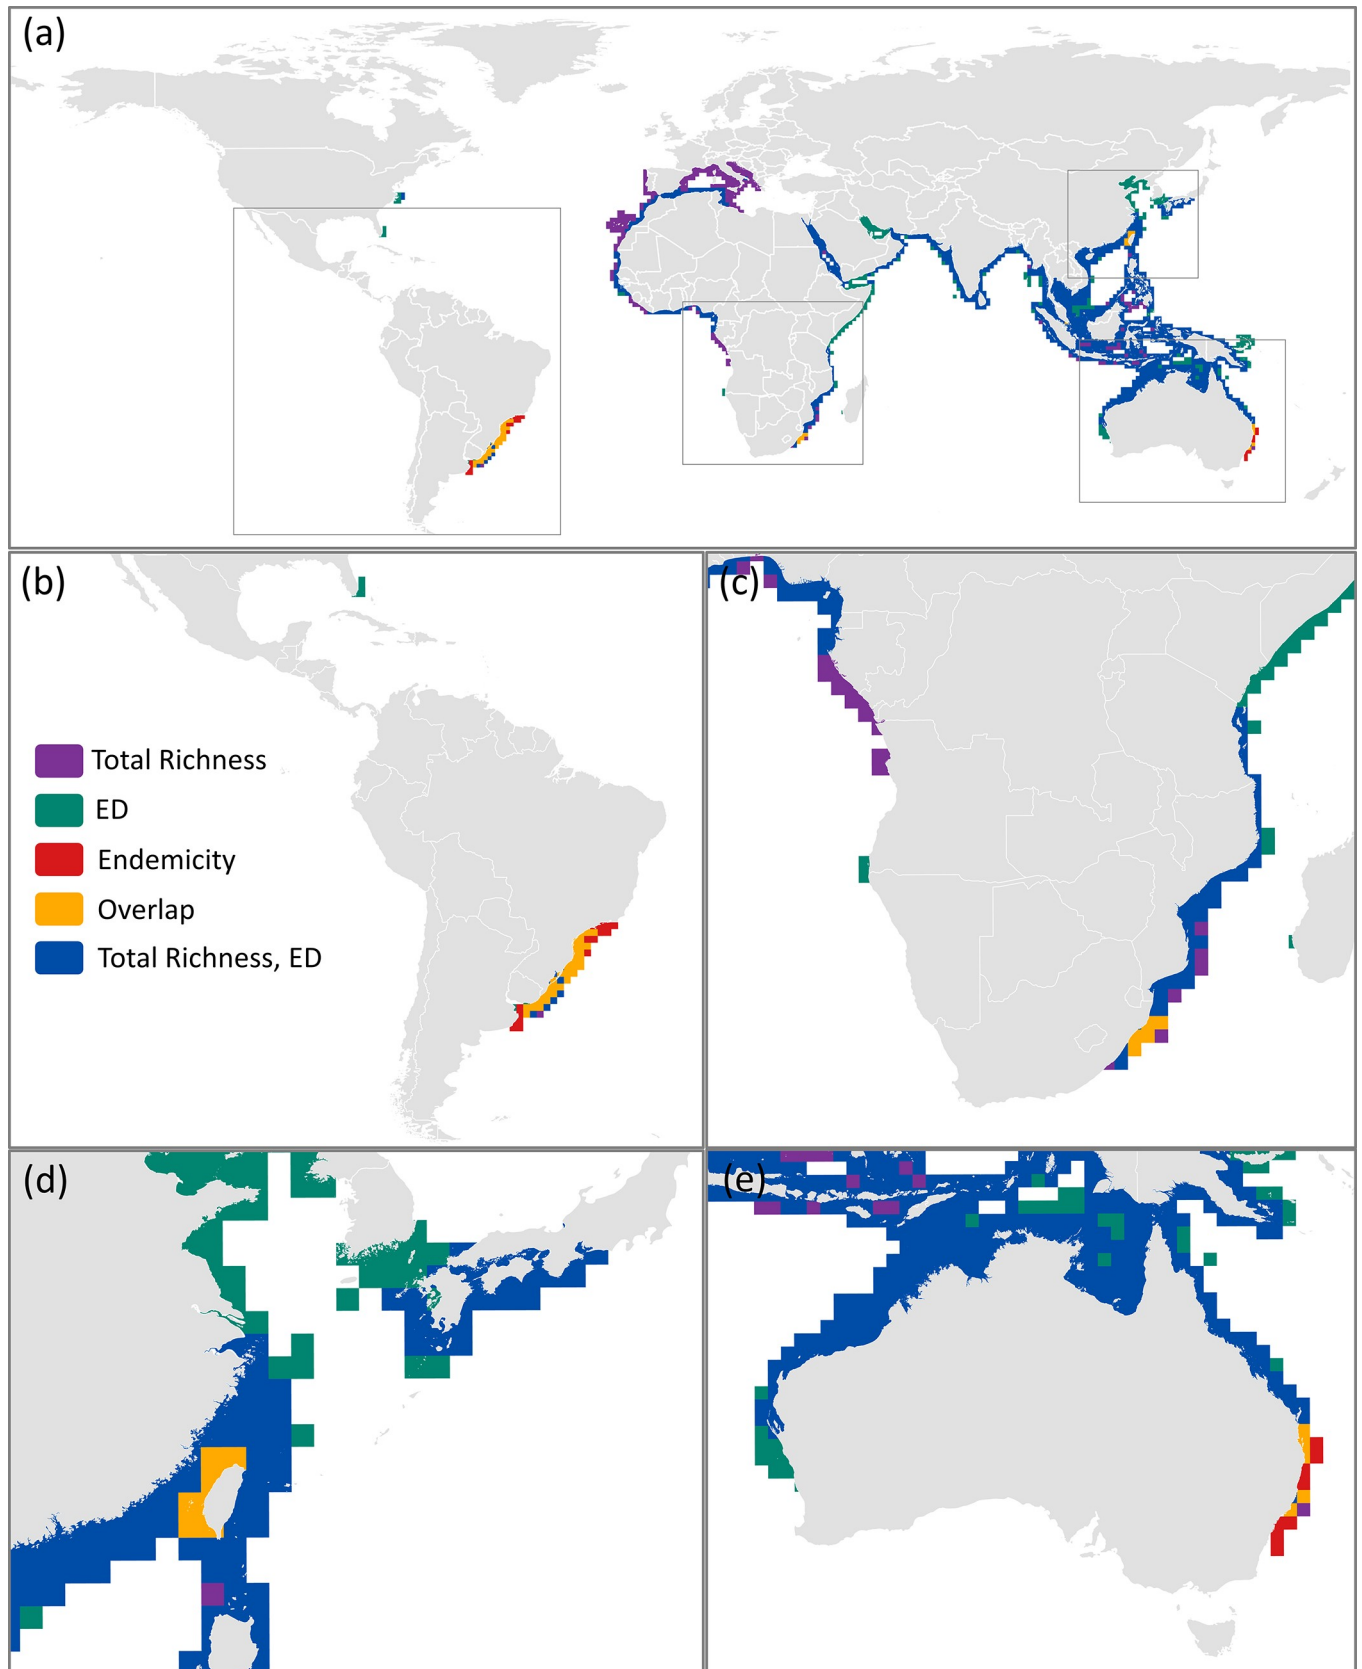 (a)
(b)
(c)
Total Richness
ED
Endemicity
Overlap
Total Richness, ED
(d)
(e)